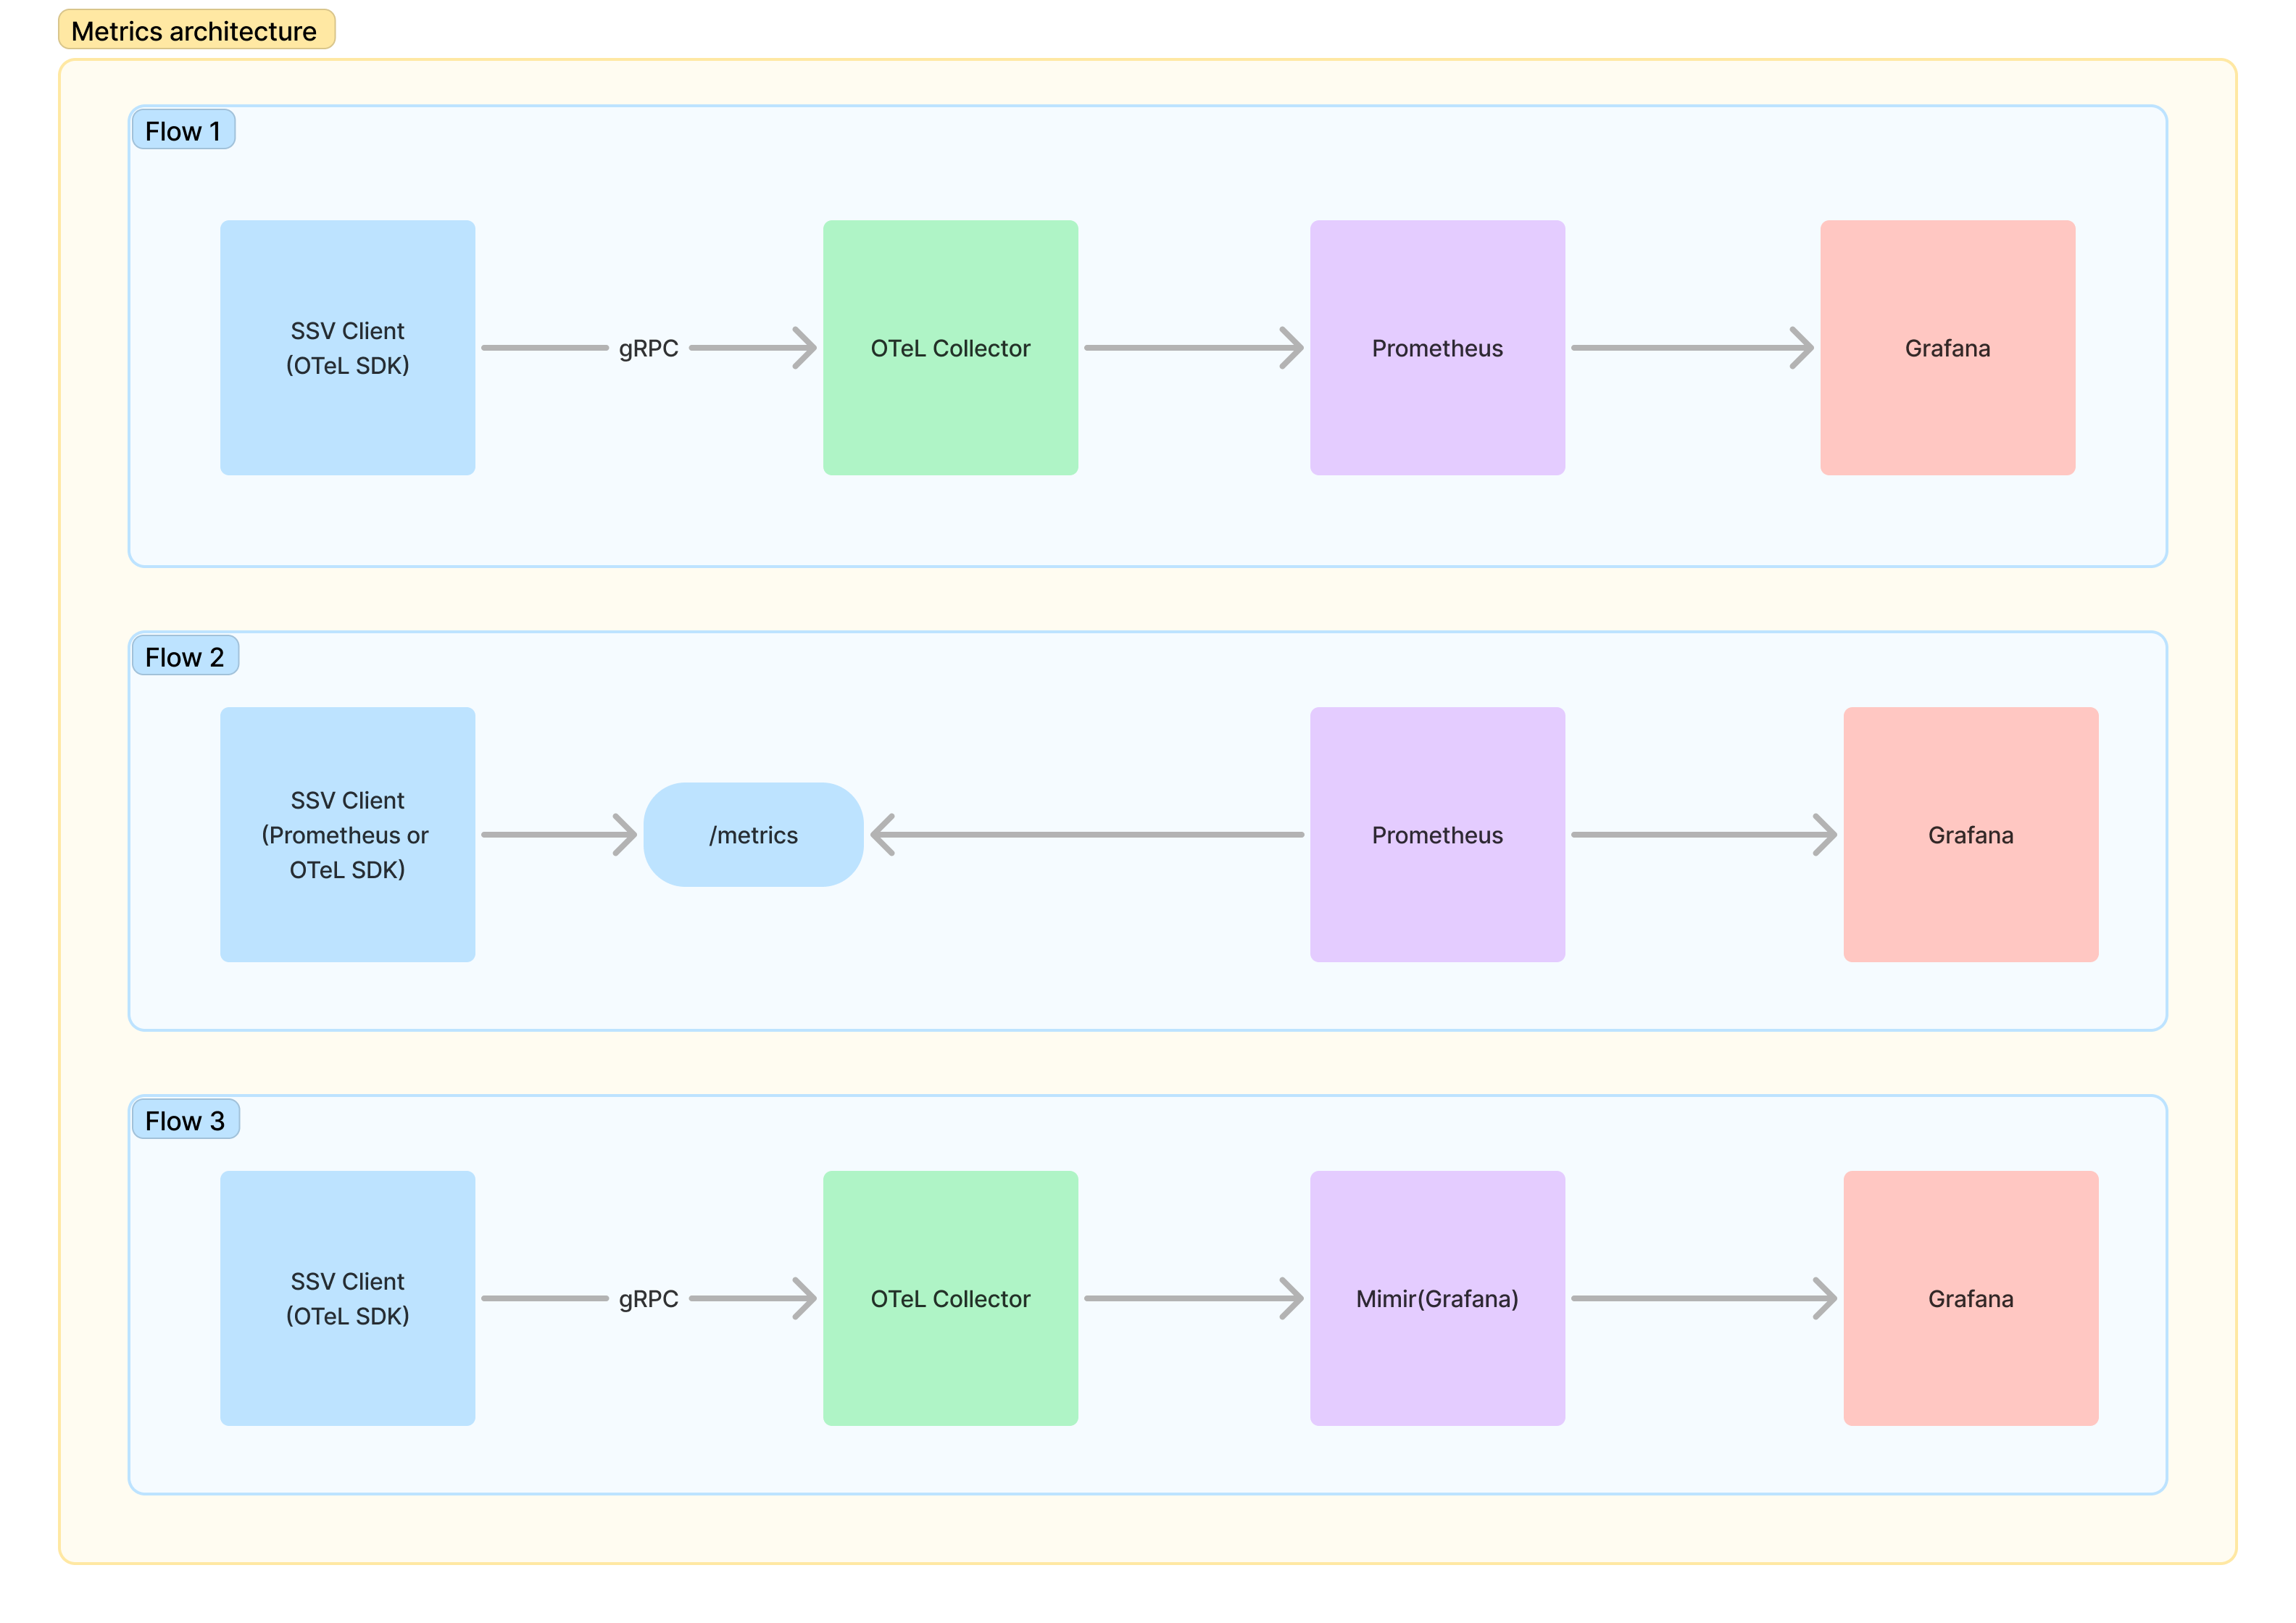 Metrics architecture
Flow 1
SSV Client
(OTeL SDK)
gRPC
OTeL Collector
Prometheus
Grafana
Flow 2
SSV Client
(Prometheus or
OTeL SDK)
/metrics
Prometheus
Grafana
Flow 3
SSV Client
(OTeL SDK)
gRPC
OTeL Collector
Mimir(Grafana)
Grafana